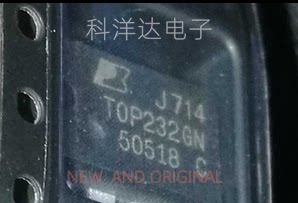 科洋达电子
J714
TOP232GN
50518 C
NEW AND ORIGINAL